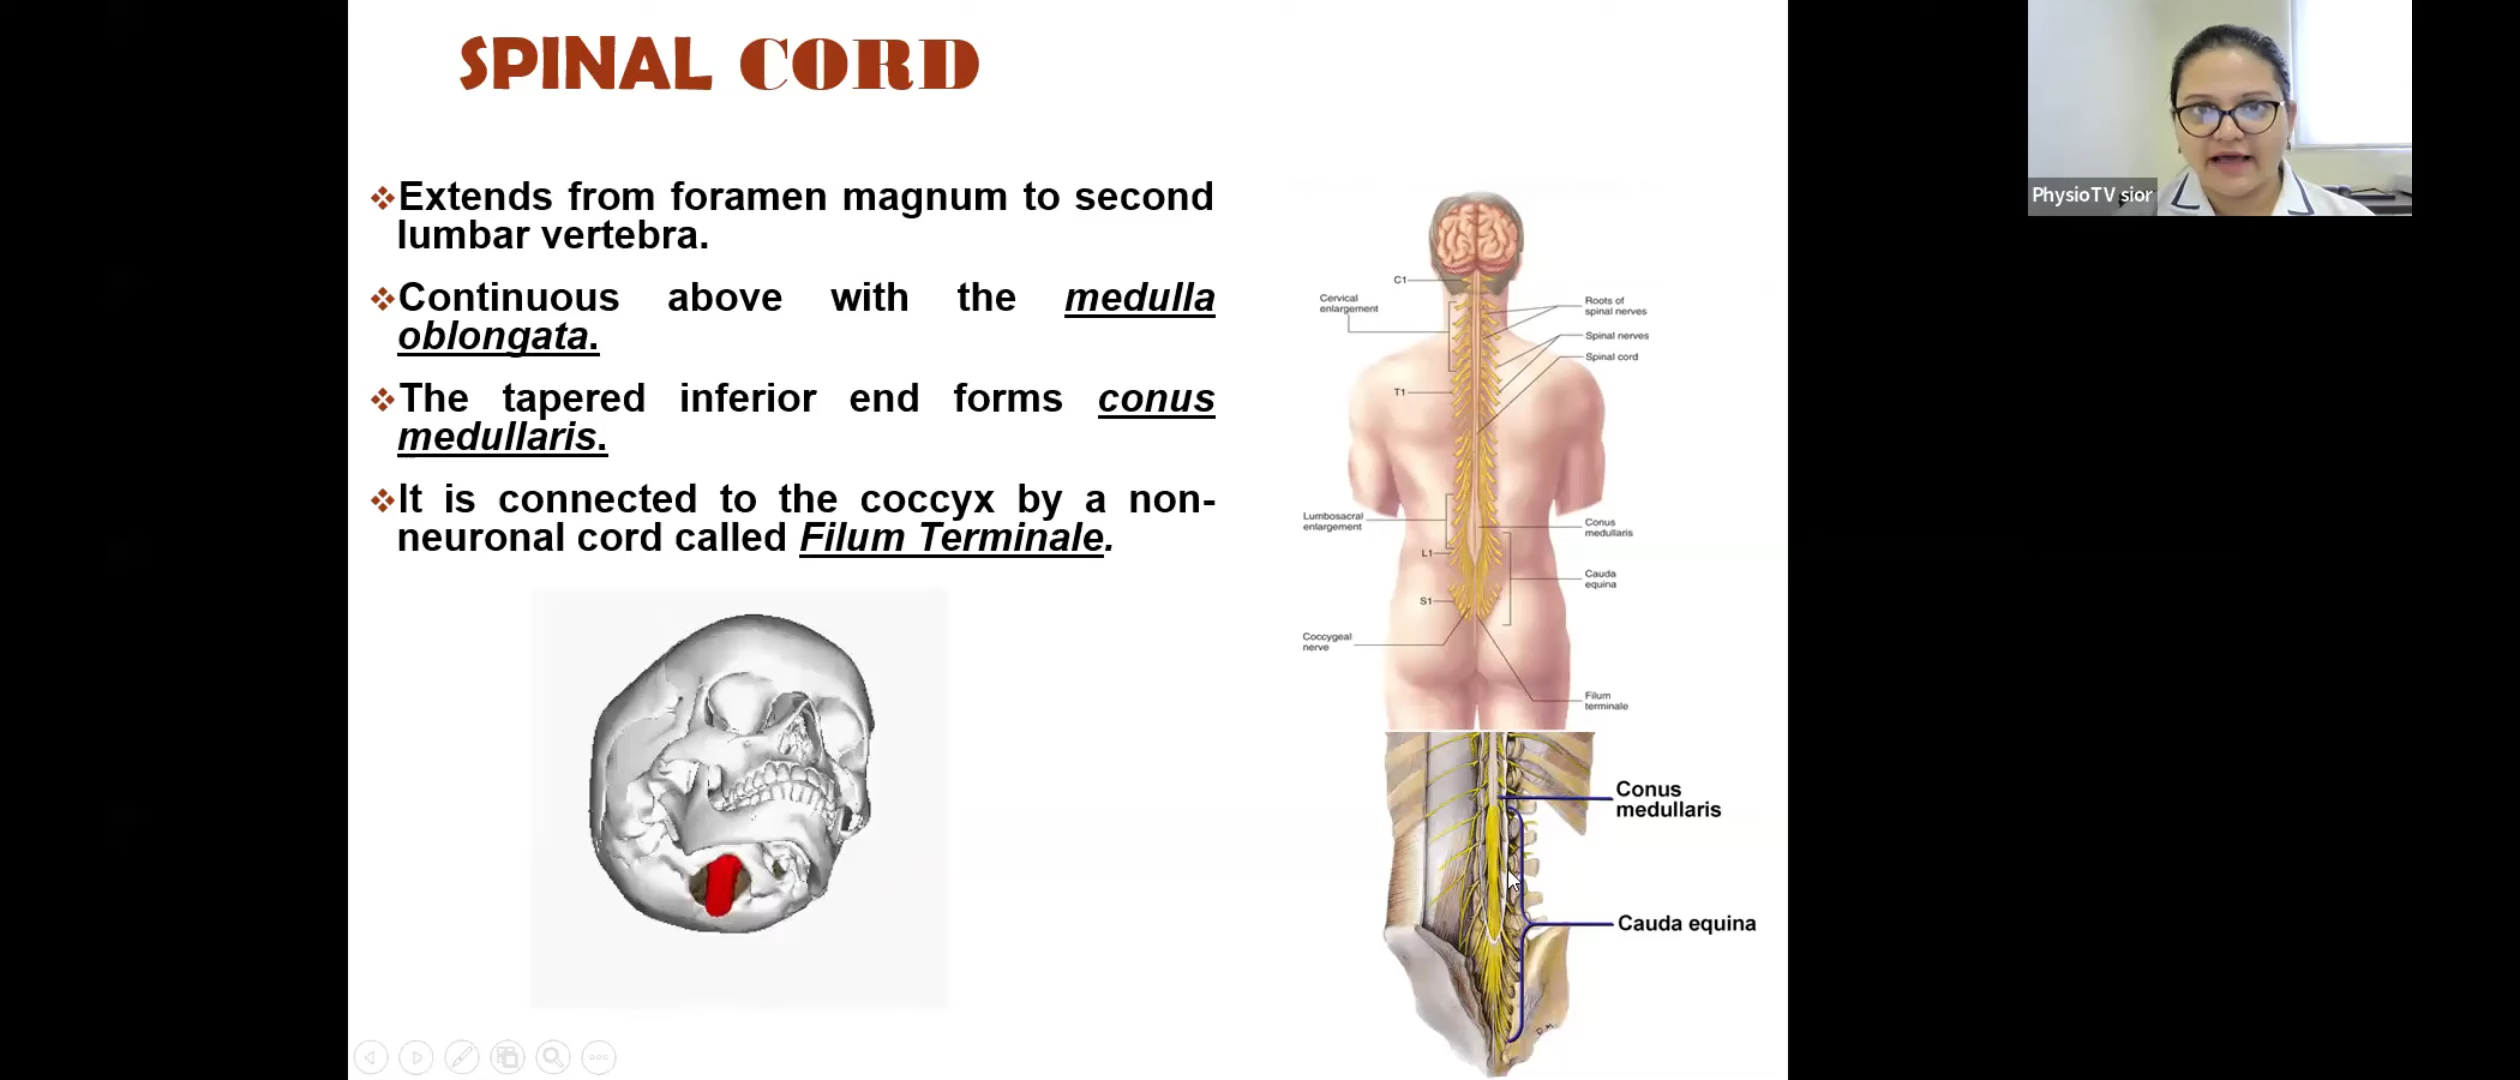 SPINAL CORD
Extends from foramen magnum to second
lumbar vertebra.
Continuous above with the medulla
oblongata.
The tapered inferior end forms conus
medullaris.
It is connected to the coccyx by a non-
neuronal cord called Filum Terminale.
C1
Cervical
enlargement
Roots of
spinal nerves
Spinal nerves
Spinal cord
T1
Lumbosacral
enlargement
Conus
medullaris
L1
Cauda
equina
S1
Coccygeal
nerve
Filum
terminale
Conus
medullaris
Cauda equina
D.M.
PhysioTV sior